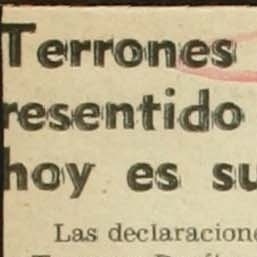 Terrones
resentido
hoy es su
Las declaracione